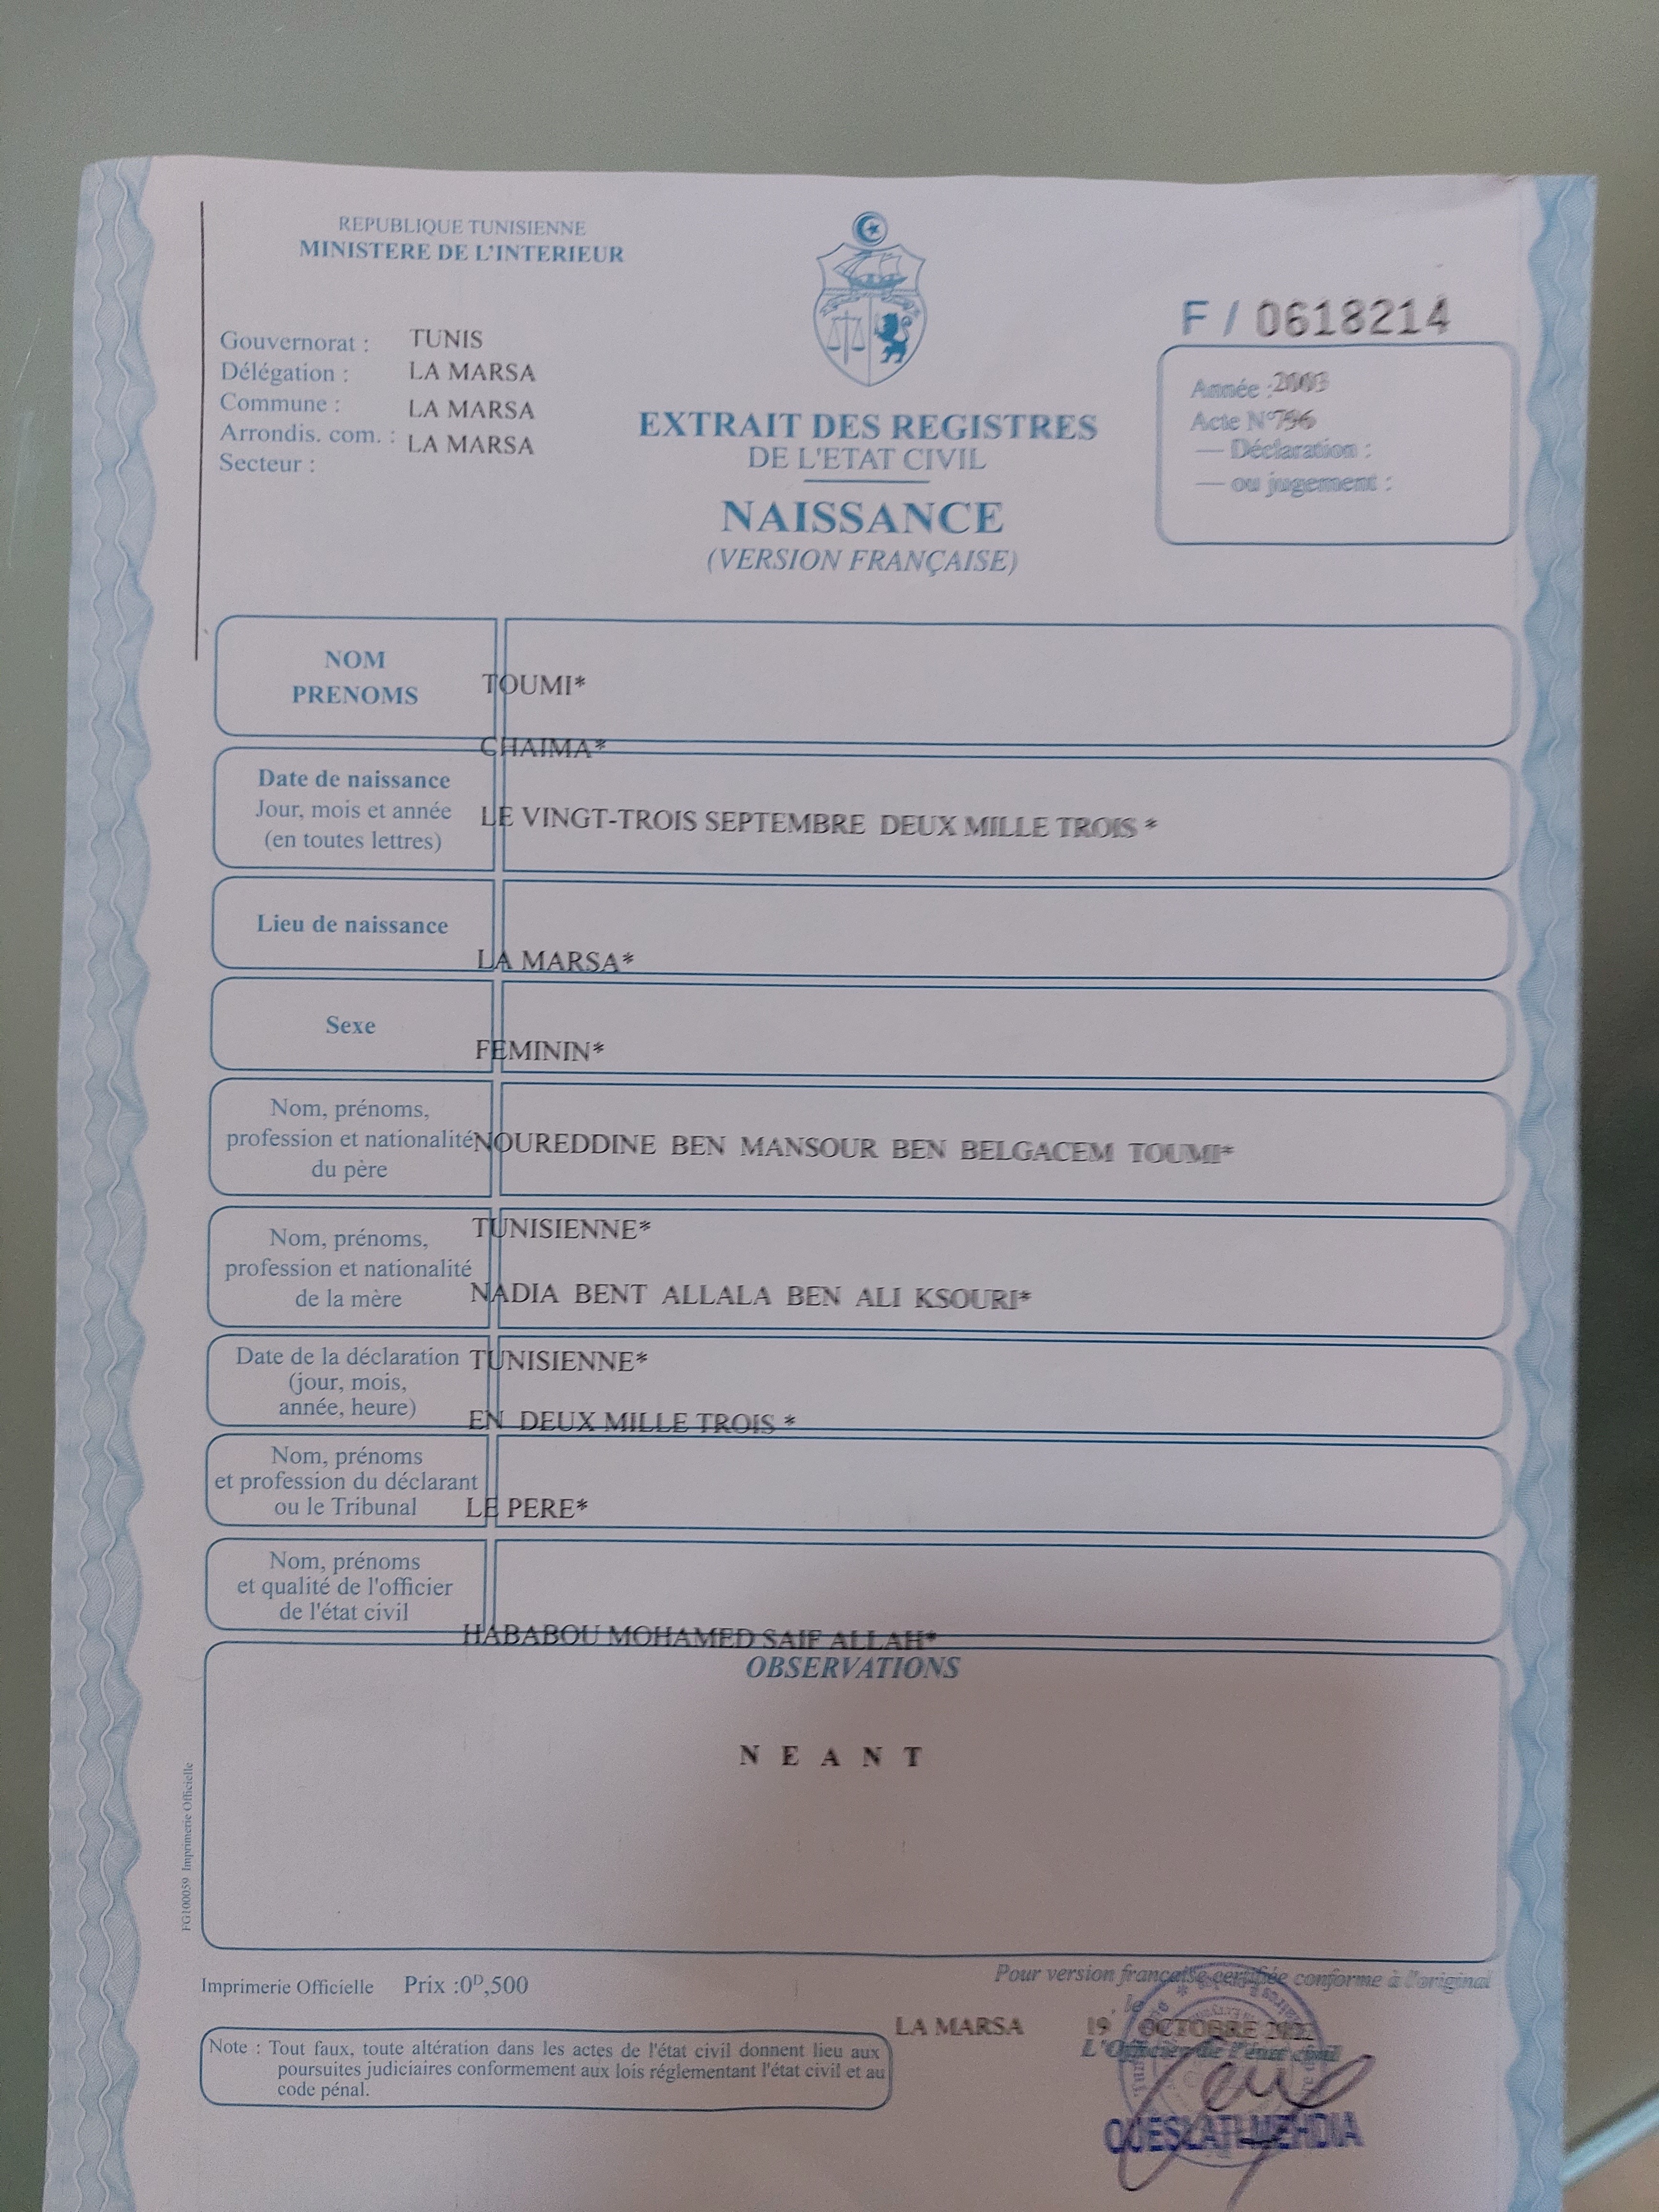 REPUBLIQUE TUNISIENNE
MINISTERE DE L'INTERIEUR
F / 0618214
Gouvernorat : TUNIS
Délégation : LA MARSA
Commune : LA MARSA
Arrondis. com. : LA MARSA
Secteur :
Année : 2003
Acte N° 796
— Déclaration :
— ou jugement :
EXTRAIT DES REGISTRES
DE L'ETAT CIVIL
NAISSANCE
(VERSION FRANÇAISE)
NOM
PRENOMS
TOUMI*
CHAIMA*
Date de naissance
Jour, mois et année
(en toutes lettres)
LE VINGT-TROIS SEPTEMBRE DEUX MILLE TROIS *
Lieu de naissance
LA MARSA*
Sexe
FEMININ*
Nom, prénoms,
profession et nationalité
du père
NOUREDDINE BEN MANSOUR BEN BELGACEM TOUMI*
TUNISIENNE*
Nom, prénoms,
profession et nationalité
de la mère
NADIA BENT ALLALA BEN ALI KSOURI*
TUNISIENNE*
Date de la déclaration
(jour, mois,
année, heure)
EN DEUX MILLE TROIS *
Nom, prénoms
et profession du déclarant
ou le Tribunal
LE PERE*
Nom, prénoms
et qualité de l'officier
de l'état civil
HABABOU MOHAMED SAIF ALLAH*
OBSERVATIONS
N E A N T
FG100059 Imprimerie Officielle
Imprimerie Officielle Prix :0ᴰ,500
Pour version française certifiée conforme à l'original
LA MARSA , le 19 OCTOBRE 2022
L'Officier de l'état civil
OUESLATI MEHDIA
Note : Tout faux, toute altération dans les actes de l'état civil donnent lieu aux
poursuites judiciaires conformement aux lois réglementant l'état civil et au
code pénal.